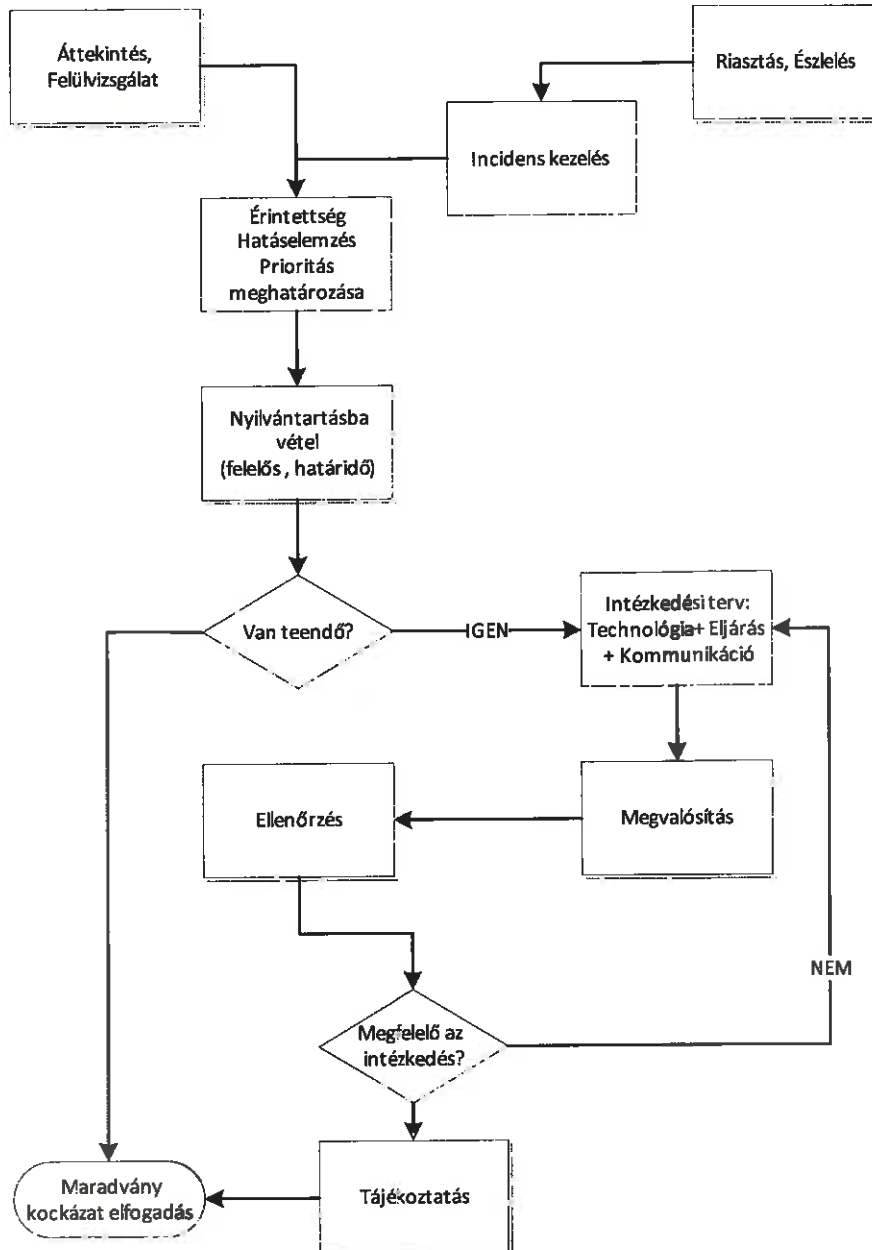 Áttekintés,
Felülvizsgálat
Riasztás, Észlelés
Incidens kezelés
Érintettség
Hatáselemzés
Prioritás
meghatározása
Nyilvántartásba
vétel
(felelős , határidő)
Van teendő?
IGEN
Intézkedési terv:
Technológia+ Eljárás
+ Kommunikáció
Ellenőrzés
Megvalósítás
NEM
Megfelelő az
intézkedés?
Maradvány
kockázat elfogadás
Tájékoztatás